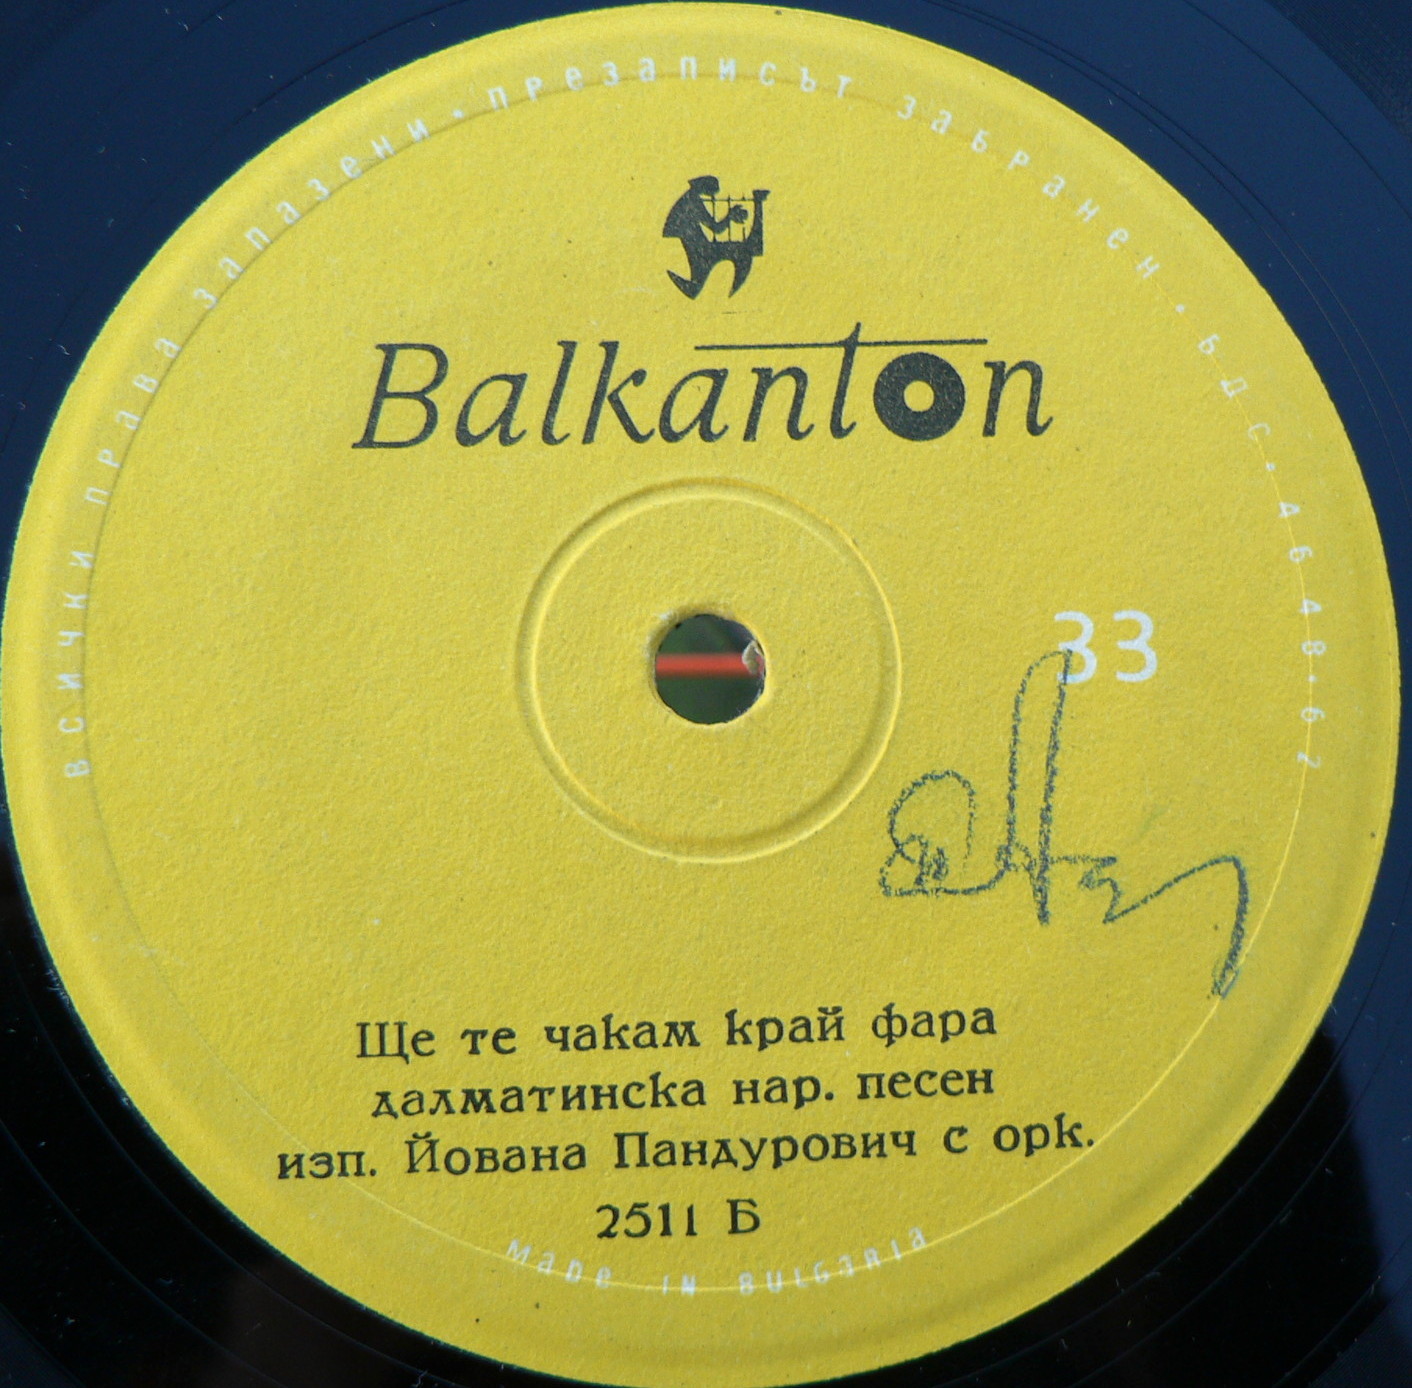 всички права запазени · презаписът забранен · бдс · 4648 · 62
Balkanton
33
Ще те чакам край фара
далматинска нар. песен
изп. Йована Пандурович с орк.
2511 Б
made in Bulgaria